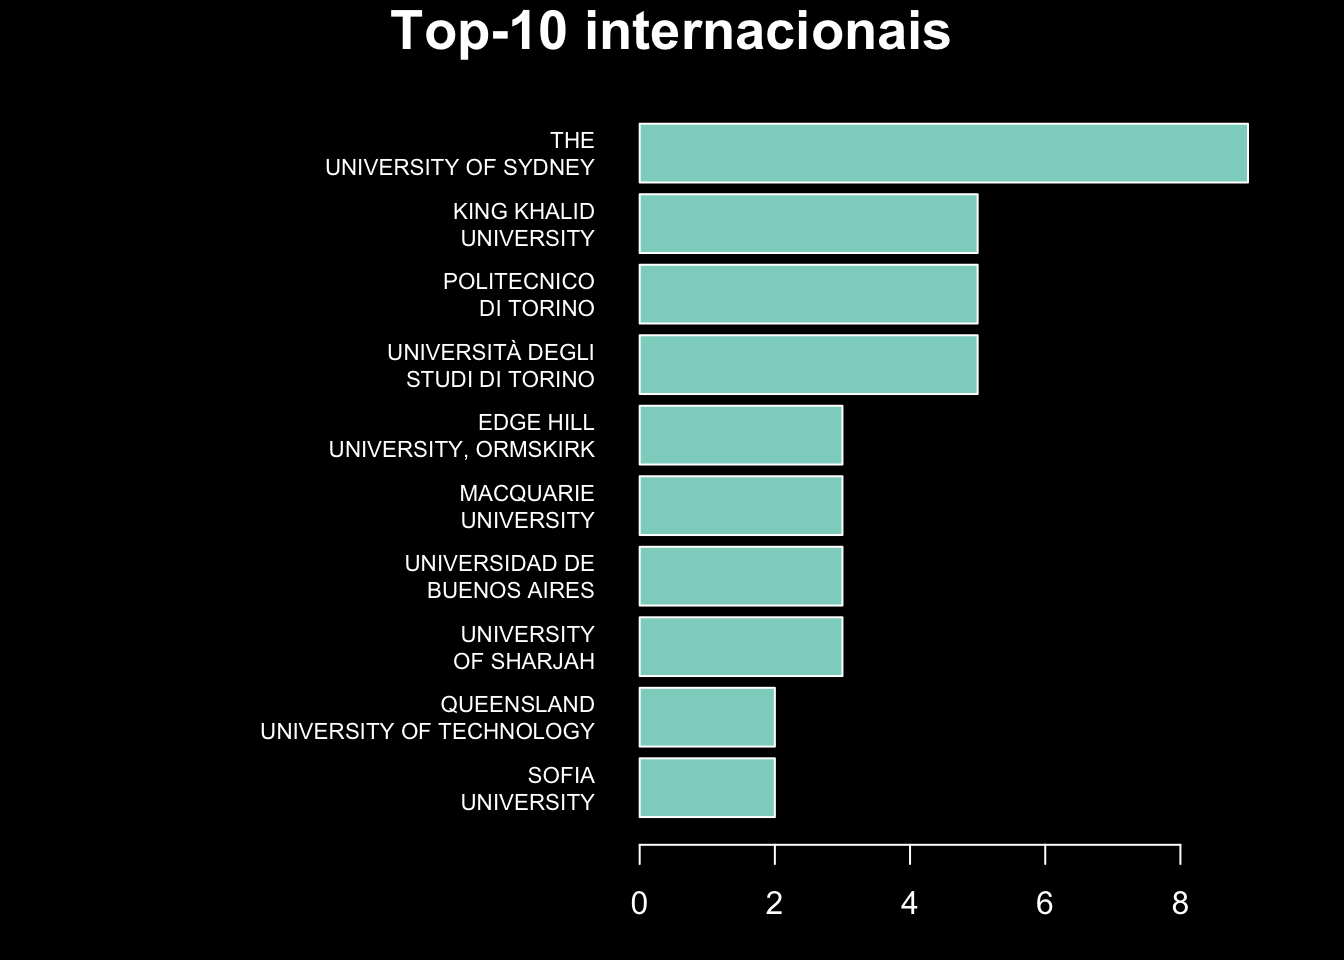 Top-10 internacionais
THE
UNIVERSITY OF SYDNEY
KING KHALID
UNIVERSITY
POLITECNICO
DI TORINO
UNIVERSITÀ DEGLI
STUDI DI TORINO
EDGE HILL
UNIVERSITY, ORMSKIRK
MACQUARIE
UNIVERSITY
UNIVERSIDAD DE
BUENOS AIRES
UNIVERSITY
OF SHARJAH
QUEENSLAND
UNIVERSITY OF TECHNOLOGY
SOFIA
UNIVERSITY
0 2 4 6 8